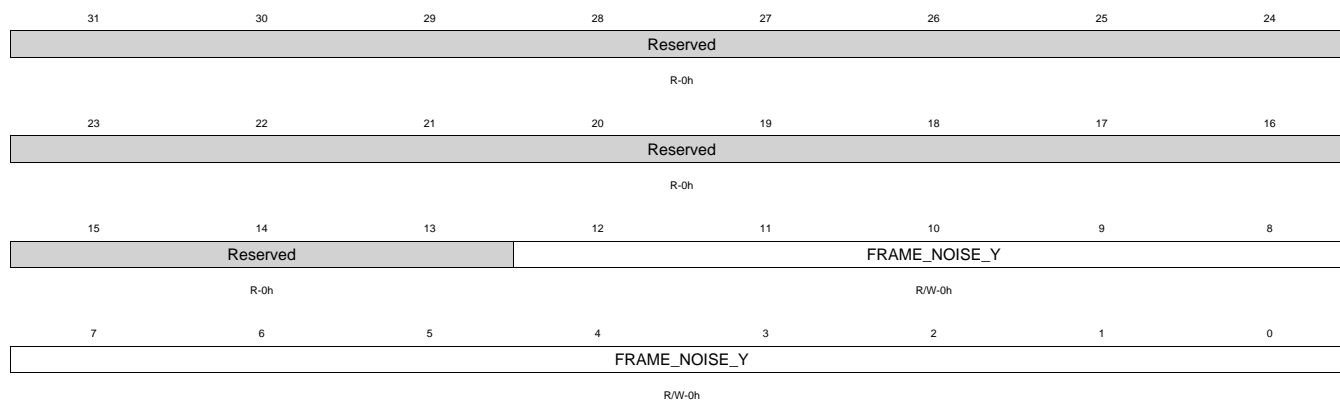 31 30 29 28 27 26 25 24
Reserved
R-0h
23 22 21 20 19 18 17 16
Reserved
R-0h
15 14 13 12 11 10 9 8
Reserved FRAME_NOISE_Y
R-0h R/W-0h
7 6 5 4 3 2 1 0
FRAME_NOISE_Y
R/W-0h